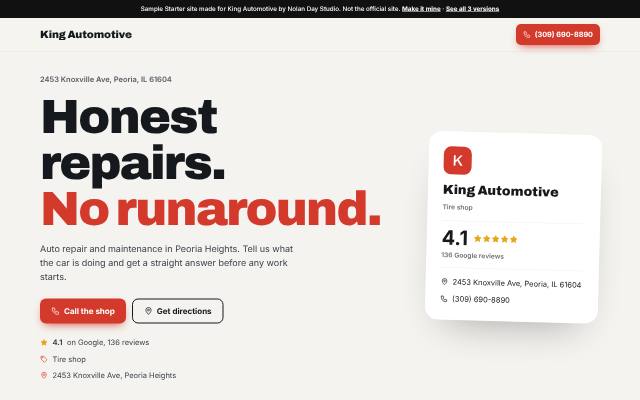 Sample Starter site made for King Automotive by Nolan Day Studio. Not the official site. Make it mine · See all 3 versions
King Automotive
(309) 690-8890
2453 Knoxville Ave, Peoria, IL 61604
Honest
repairs.
No runaround.
Auto repair and maintenance in Peoria Heights. Tell us what
the car is doing and get a straight answer before any work
starts.
Call the shop
Get directions
4.1 on Google, 136 reviews
Tire shop
2453 Knoxville Ave, Peoria Heights
K
King Automotive
Tire shop
4.1
136 Google reviews
2453 Knoxville Ave, Peoria, IL 61604
(309) 690-8890